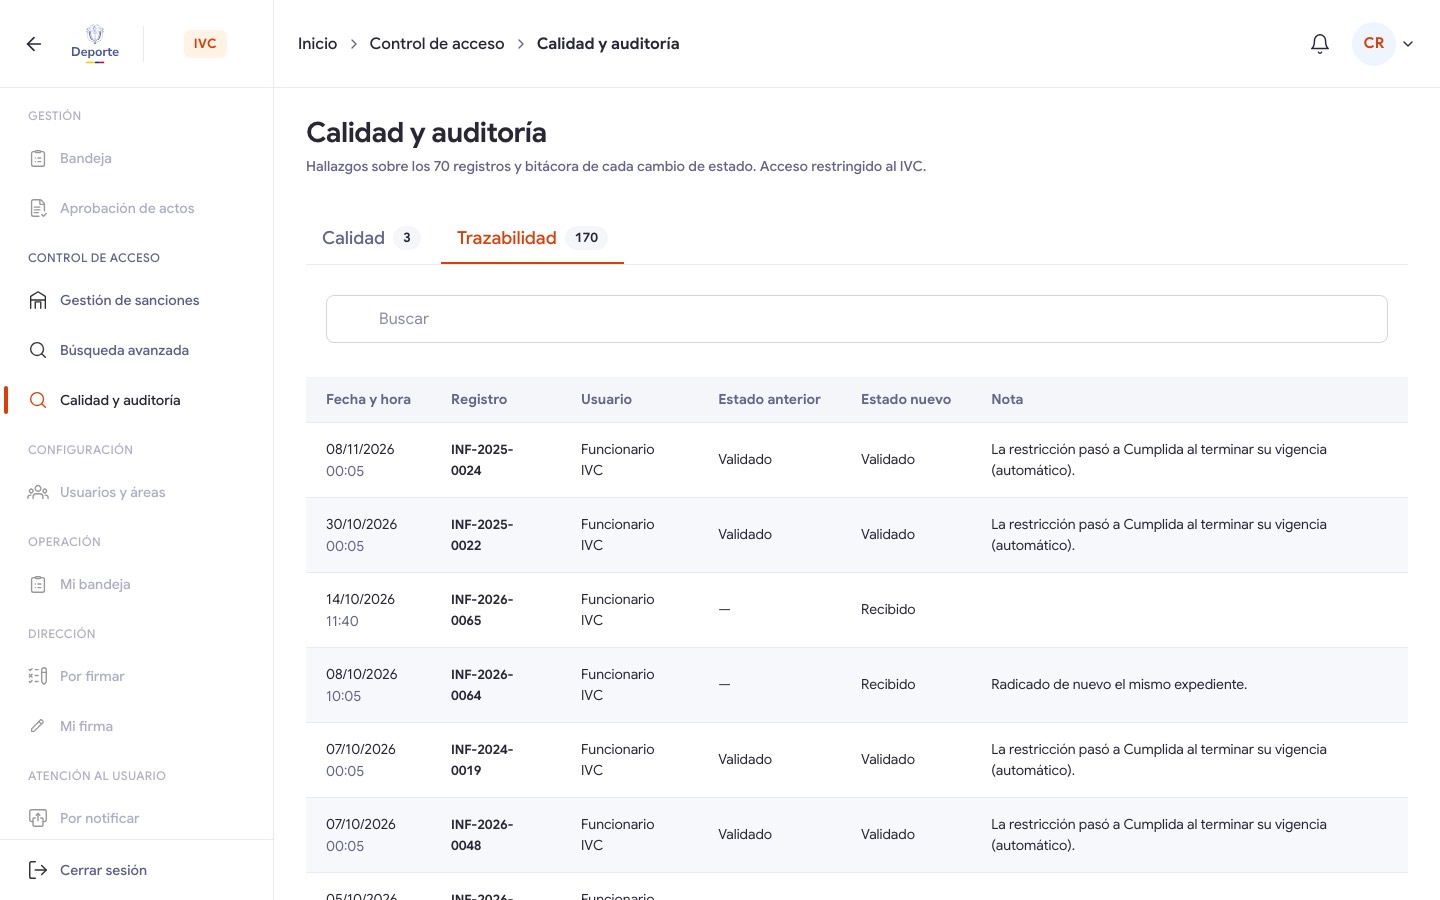 Deporte
IVC
Inicio > Control de acceso > Calidad y auditoría
CR
GESTIÓN
Bandeja
Aprobación de actos
CONTROL DE ACCESO
Gestión de sanciones
Búsqueda avanzada
Calidad y auditoría
CONFIGURACIÓN
Usuarios y áreas
OPERACIÓN
Mi bandeja
DIRECCIÓN
Por firmar
Mi firma
ATENCIÓN AL USUARIO
Por notificar
Cerrar sesión
Calidad y auditoría
Hallazgos sobre los 70 registros y bitácora de cada cambio de estado. Acceso restringido al IVC.
Calidad 3 Trazabilidad 170
Buscar
Fecha y hora Registro Usuario Estado anterior Estado nuevo Nota
08/11/2026 INF-2025- Funcionario Validado Validado La restricción pasó a Cumplida al terminar su vigencia
00:05 0024 IVC (automático).
30/10/2026 INF-2025- Funcionario Validado Validado La restricción pasó a Cumplida al terminar su vigencia
00:05 0022 IVC (automático).
14/10/2026 INF-2026- Funcionario — Recibido
11:40 0065 IVC
08/10/2026 INF-2026- Funcionario — Recibido Radicado de nuevo el mismo expediente.
10:05 0064 IVC
07/10/2026 INF-2024- Funcionario Validado Validado La restricción pasó a Cumplida al terminar su vigencia
00:05 0019 IVC (automático).
07/10/2026 INF-2026- Funcionario Validado Validado La restricción pasó a Cumplida al terminar su vigencia
00:05 0048 IVC (automático).
05/10/2026 INF-2026- Funcionario